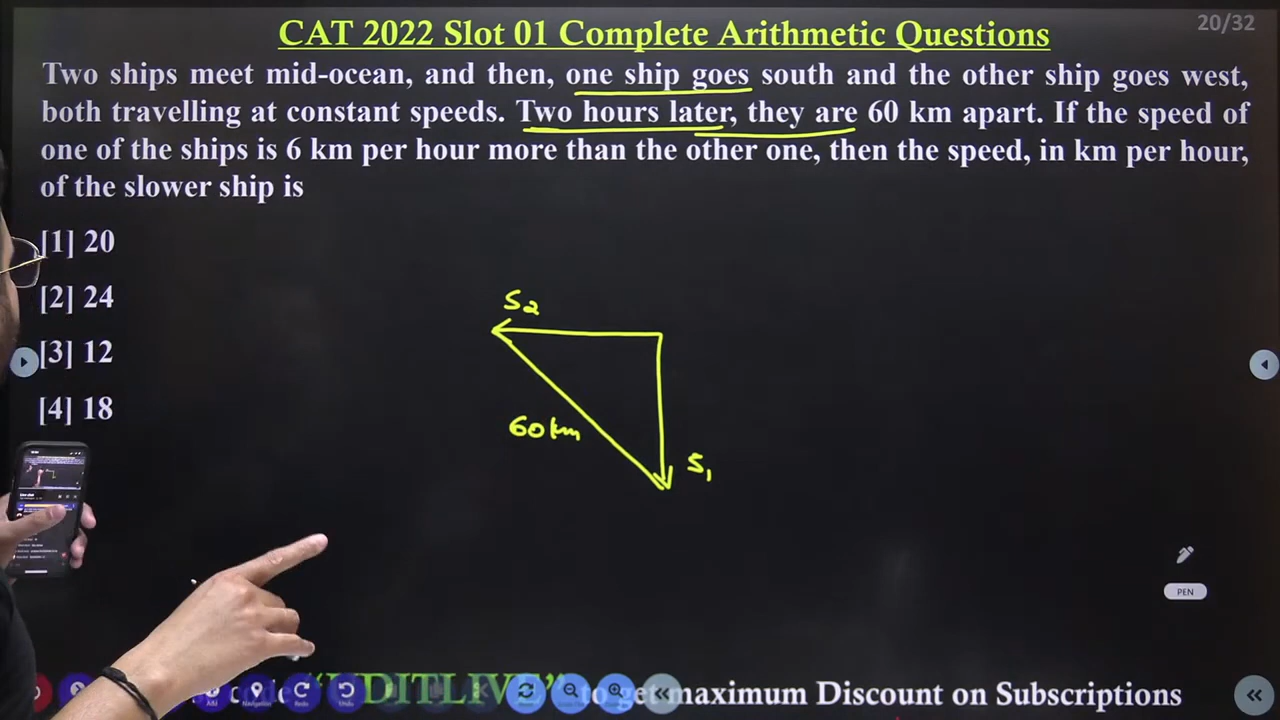 20/32
CAT 2022 Slot 01 Complete Arithmetic Questions
Two ships meet mid-ocean, and then, one ship goes south and the other ship goes west,
both travelling at constant speeds. Two hours later, they are 60 km apart. If the speed of
one of the ships is 6 km per hour more than the other one, then the speed, in km per hour,
of the slower ship is
[1] 20
[2] 24
[3] 12
[4] 18
S2
60 km
S1
PEN
Redo
Undo
to get maximum Discount on Subscriptions